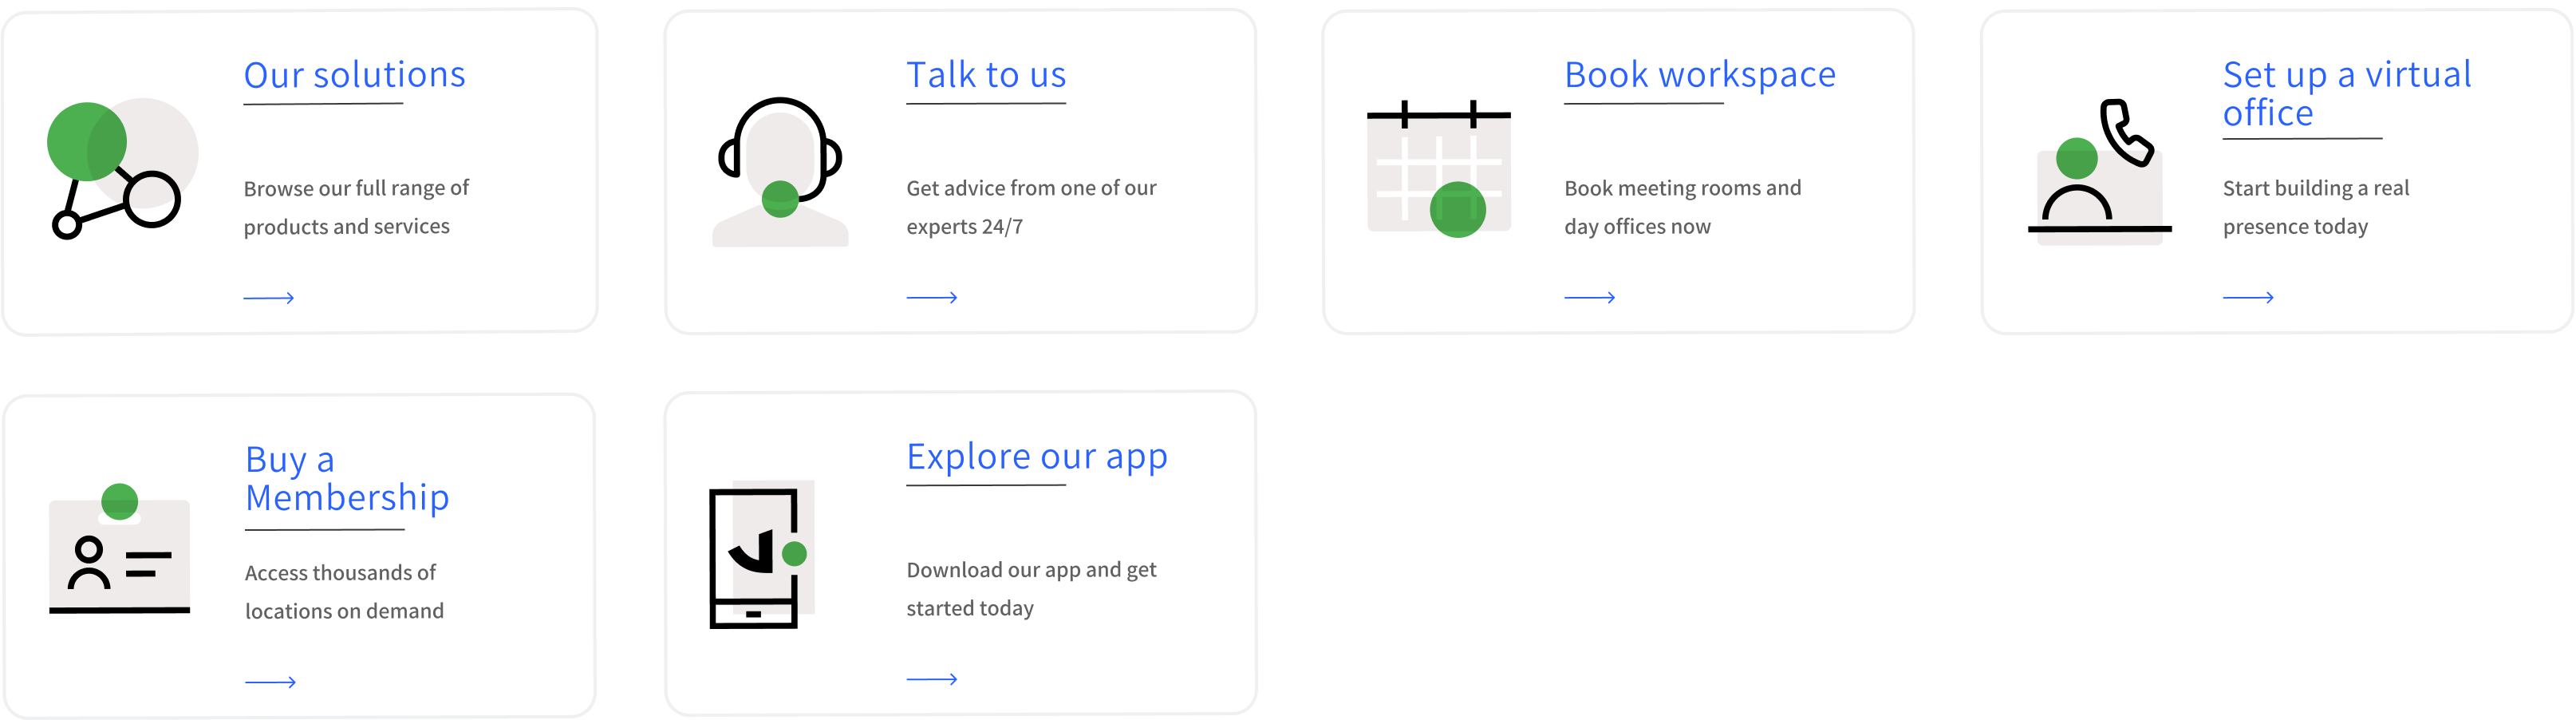 Our solutions
Browse our full range of
products and services
Talk to us
Get advice from one of our
experts 24/7
Book workspace
Book meeting rooms and
day offices now
Set up a virtual
office
Start building a real
presence today
Buy a
Membership
Access thousands of
locations on demand
Explore our app
Download our app and get
started today